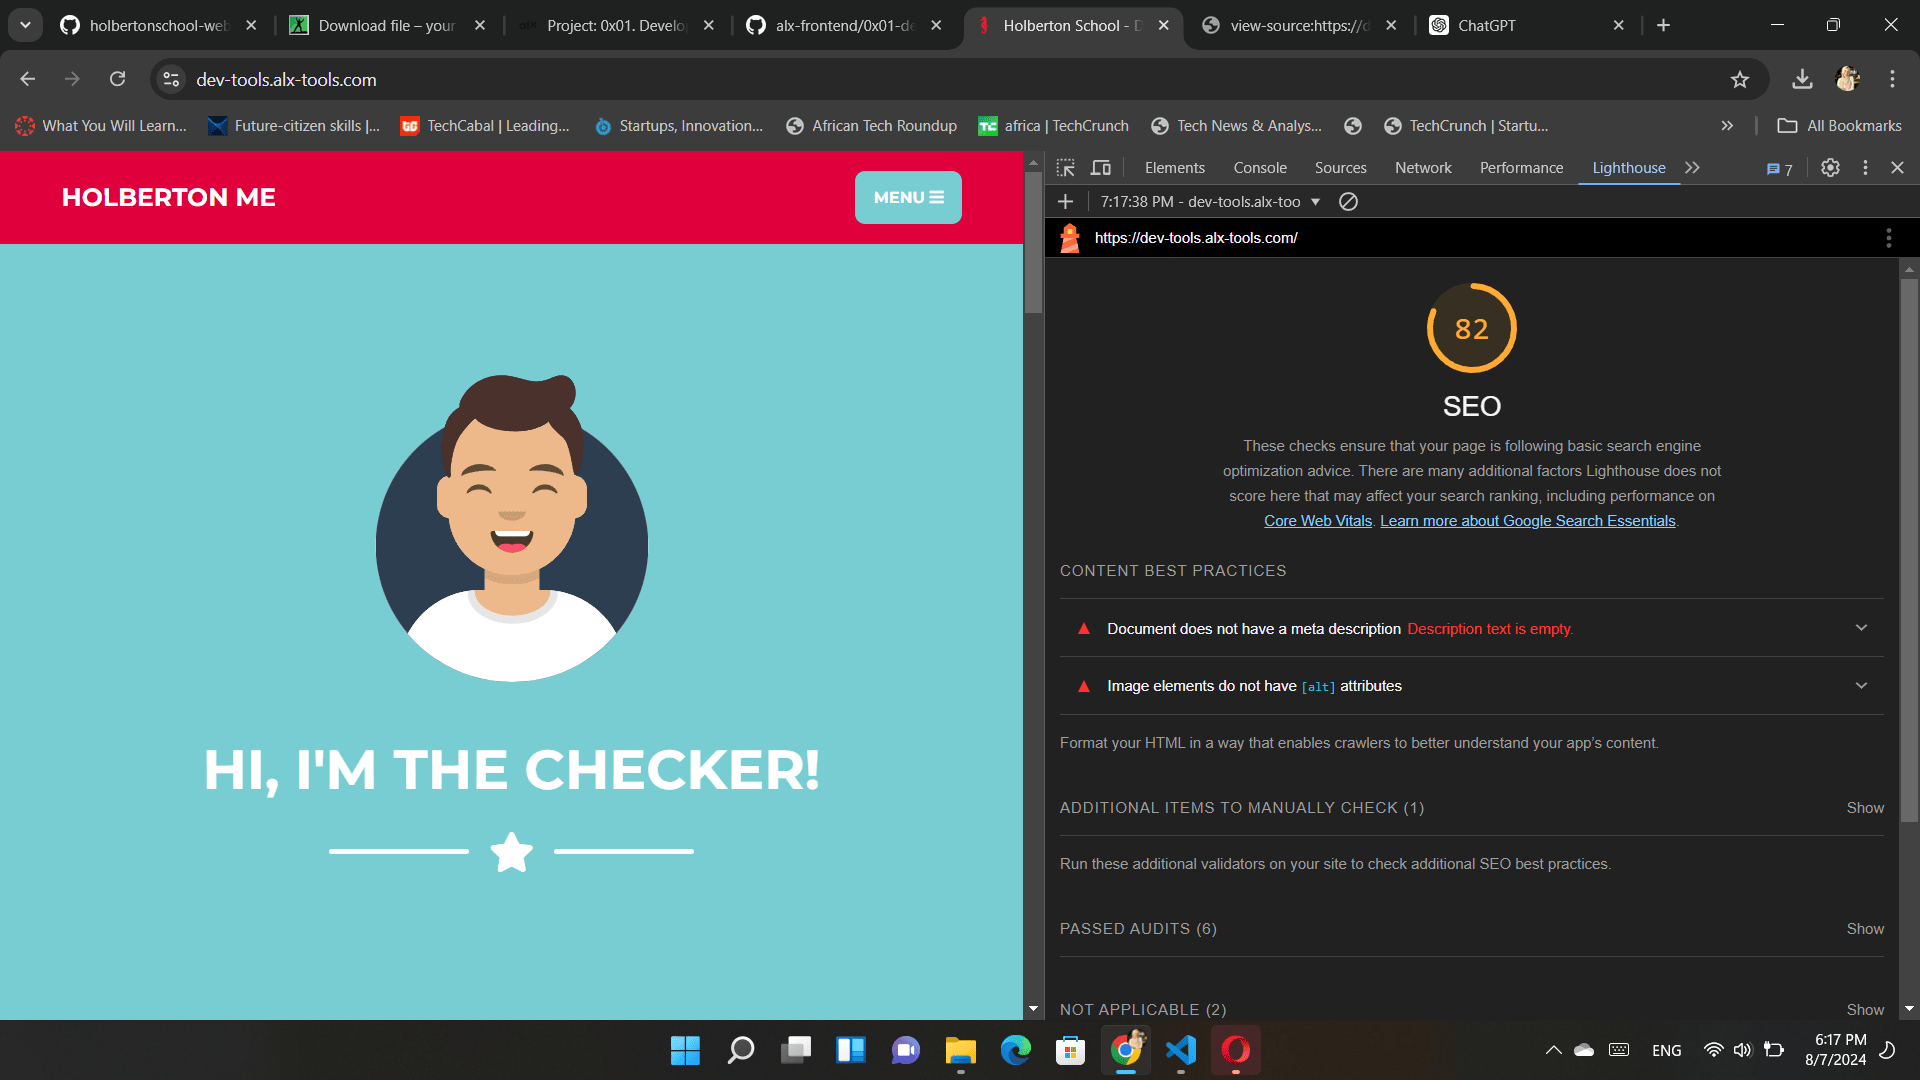 holbertonschool-web
Download file – your
Project: 0x01. Develo
alx-frontend/0x01-de
Holberton School - D
view-source:https://d
ChatGPT
dev-tools.alx-tools.com
What You Will Learn...
Future-citizen skills |...
TechCabal | Leading...
Startups, Innovation...
African Tech Roundup
africa | TechCrunch
Tech News & Analys...
TechCrunch | Startu...
All Bookmarks
HOLBERTON ME
MENU
HI, I'M THE CHECKER!
Elements
Console
Sources
Network
Performance
Lighthouse
7
7:17:38 PM - dev-tools.alx-too
https://dev-tools.alx-tools.com/
82
SEO
These checks ensure that your page is following basic search engine
optimization advice. There are many additional factors Lighthouse does not
score here that may affect your search ranking, including performance on
Core Web Vitals. Learn more about Google Search Essentials.
CONTENT BEST PRACTICES
Document does not have a meta description Description text is empty.
Image elements do not have [alt] attributes
Format your HTML in a way that enables crawlers to better understand your app's content.
ADDITIONAL ITEMS TO MANUALLY CHECK (1)
Show
Run these additional validators on your site to check additional SEO best practices.
PASSED AUDITS (6)
Show
NOT APPLICABLE (2)
Show
ENG
6:17 PM
8/7/2024